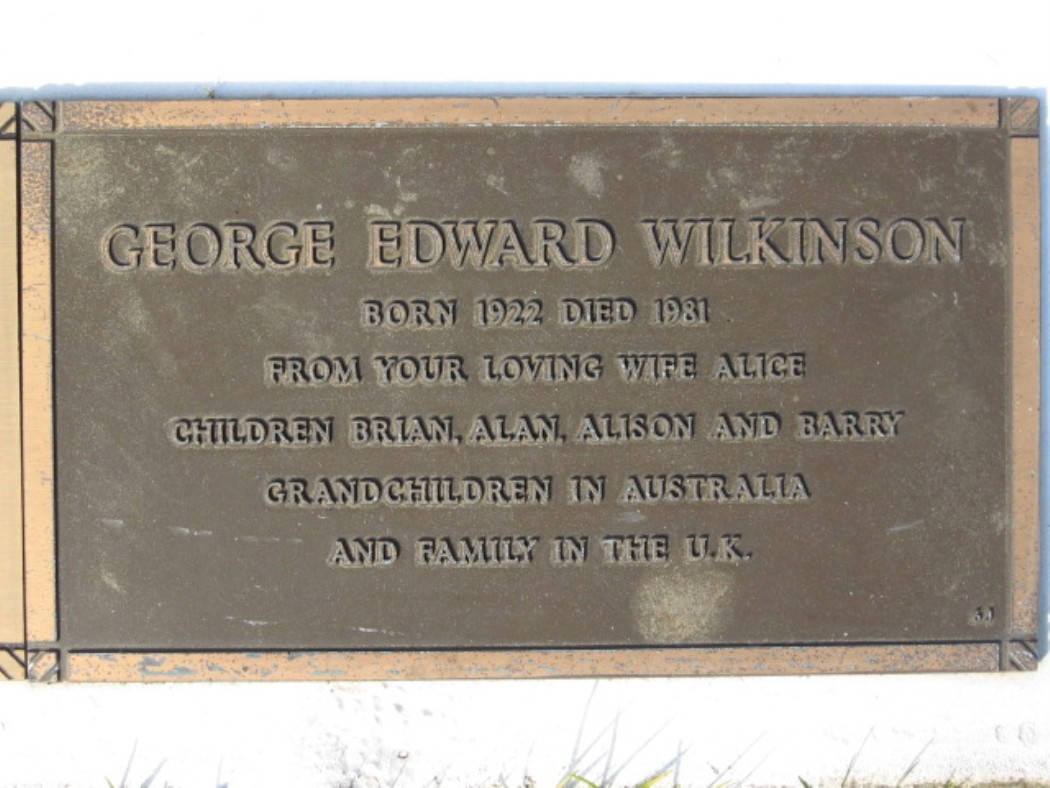 GEORGE EDWARD WILKINSON
BORN 1922 DIED 1981
FROM YOUR LOVING WIFE ALICE
CHILDREN BRIAN, ALAN, ALISON AND BARRY
GRANDCHILDREN IN AUSTRALIA
AND FAMILY IN THE U.K.